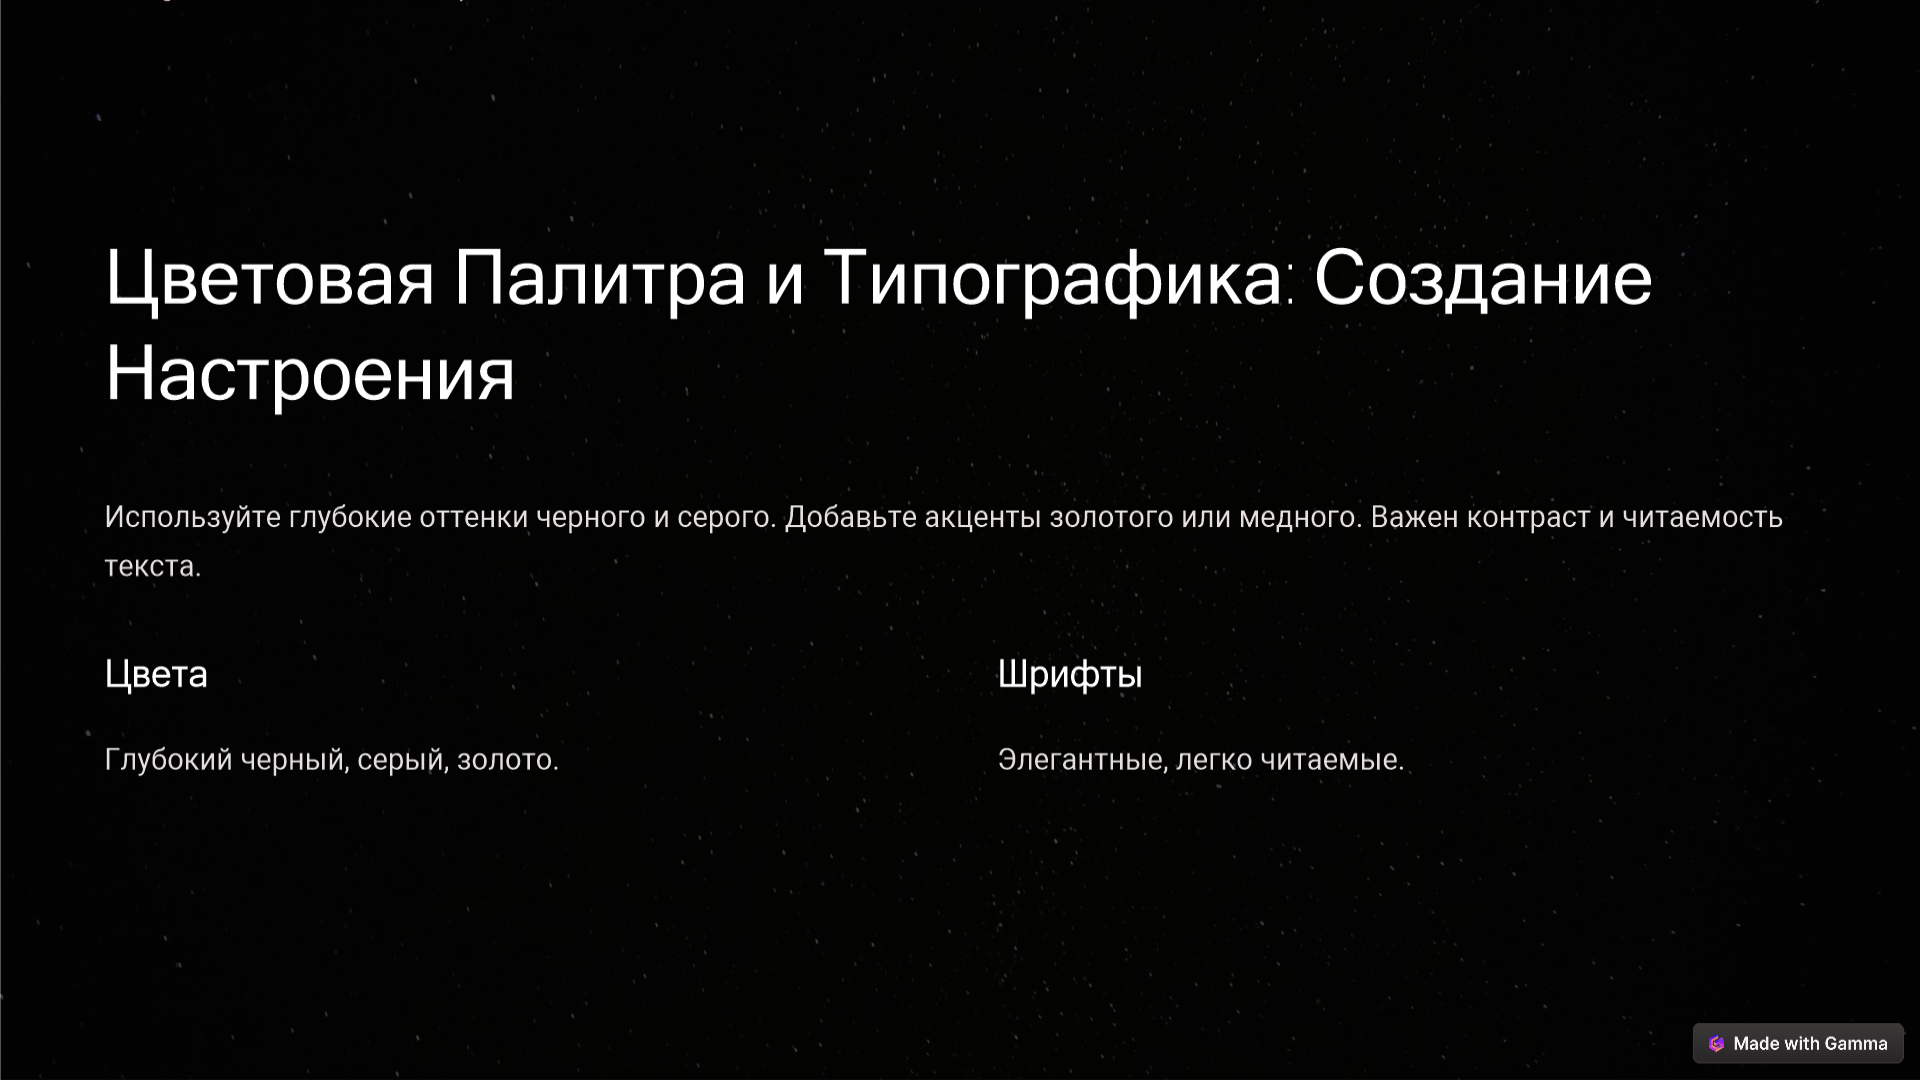 Цветовая Палитра и Типографика: Создание
Настроения
Используйте глубокие оттенки черного и серого. Добавьте акценты золотого или медного. Важен контраст и читаемость
текста.
Цвета
Глубокий черный, серый, золото.
Шрифты
Элегантные, легко читаемые.
Made with Gamma